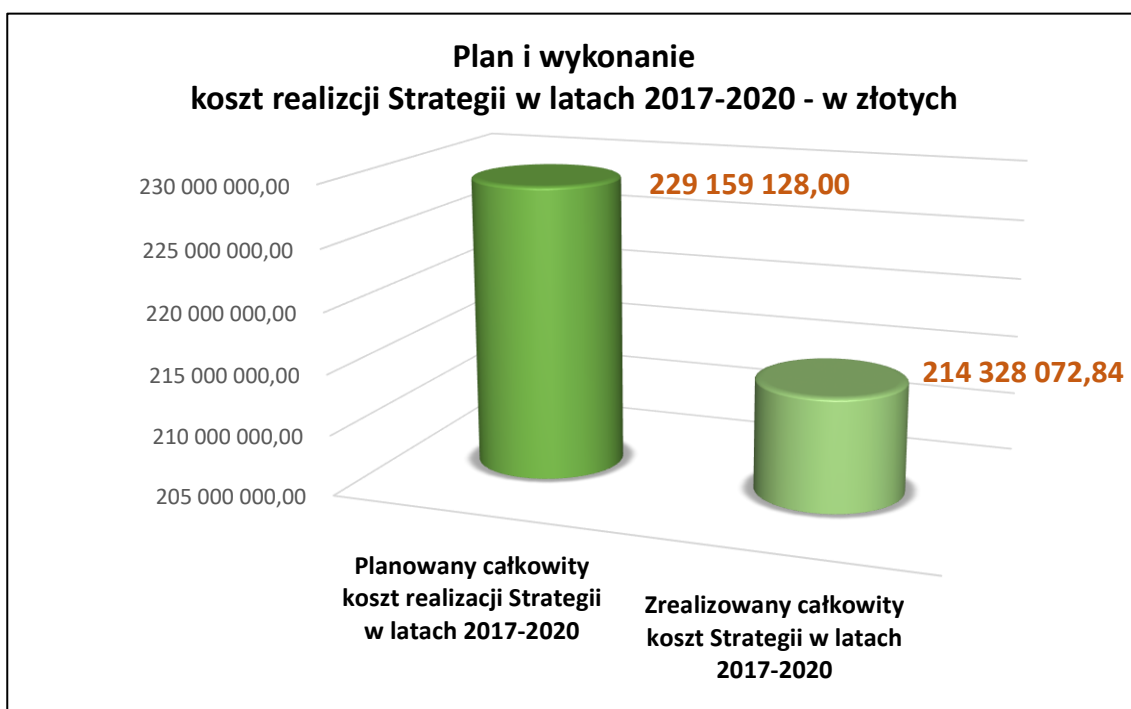 Plan i wykonanie
koszt realizcji Strategii w latach 2017-2020 - w złotych
230 000 000,00
225 000 000,00
220 000 000,00
215 000 000,00
210 000 000,00
205 000 000,00
229 159 128,00
214 328 072,84
Planowany całkowity
koszt realizacji Strategii
w latach 2017-2020
Zrealizowany całkowity
koszt Strategii w latach
2017-2020